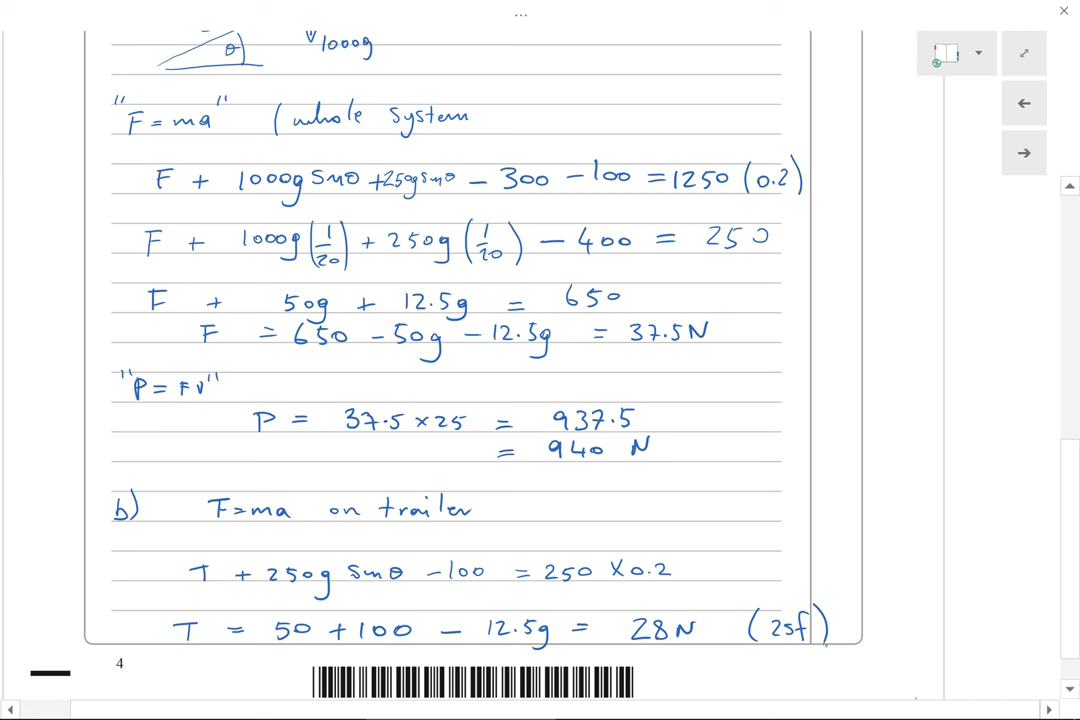 θ 1000g
"F = ma" (whole system
F + 1000g sinθ + 250g sinθ - 300 - 100 = 1250 (0.2)
F + 1000g (1/20) + 250g (1/20) - 400 = 250
F + 50g + 12.5g = 650
F = 650 - 50g - 12.5g = 37.5N
"P = Fv"
P = 37.5 × 25 = 937.5
= 940 N
b) F=ma on trailer
T + 250g sinθ - 100 = 250 × 0.2
T = 50 + 100 - 12.5g = 28N (2sf)
4